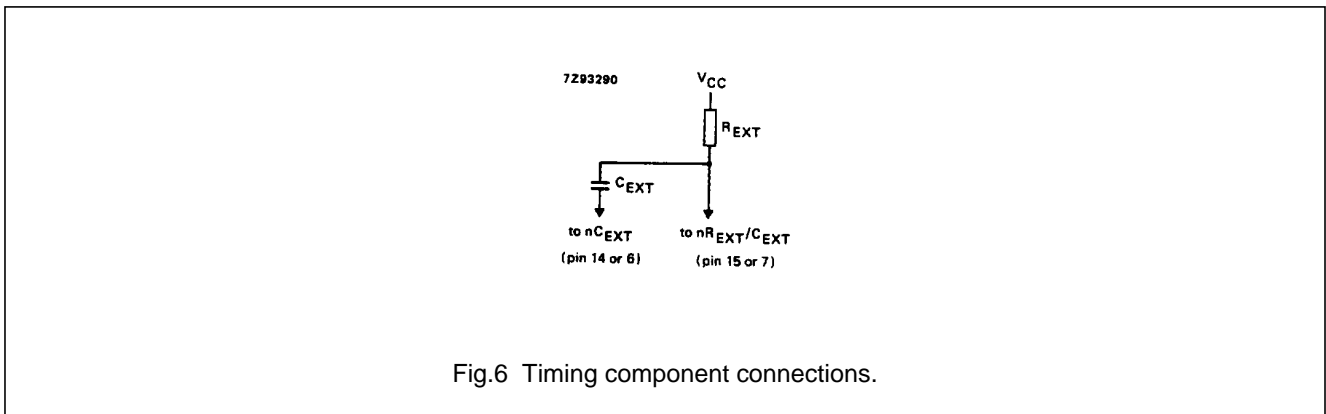 7Z93290
VCC
REXT
CEXT
to nCEXT
(pin 14 or 6)
to nREXT/CEXT
(pin 15 or 7)
Fig.6 Timing component connections.